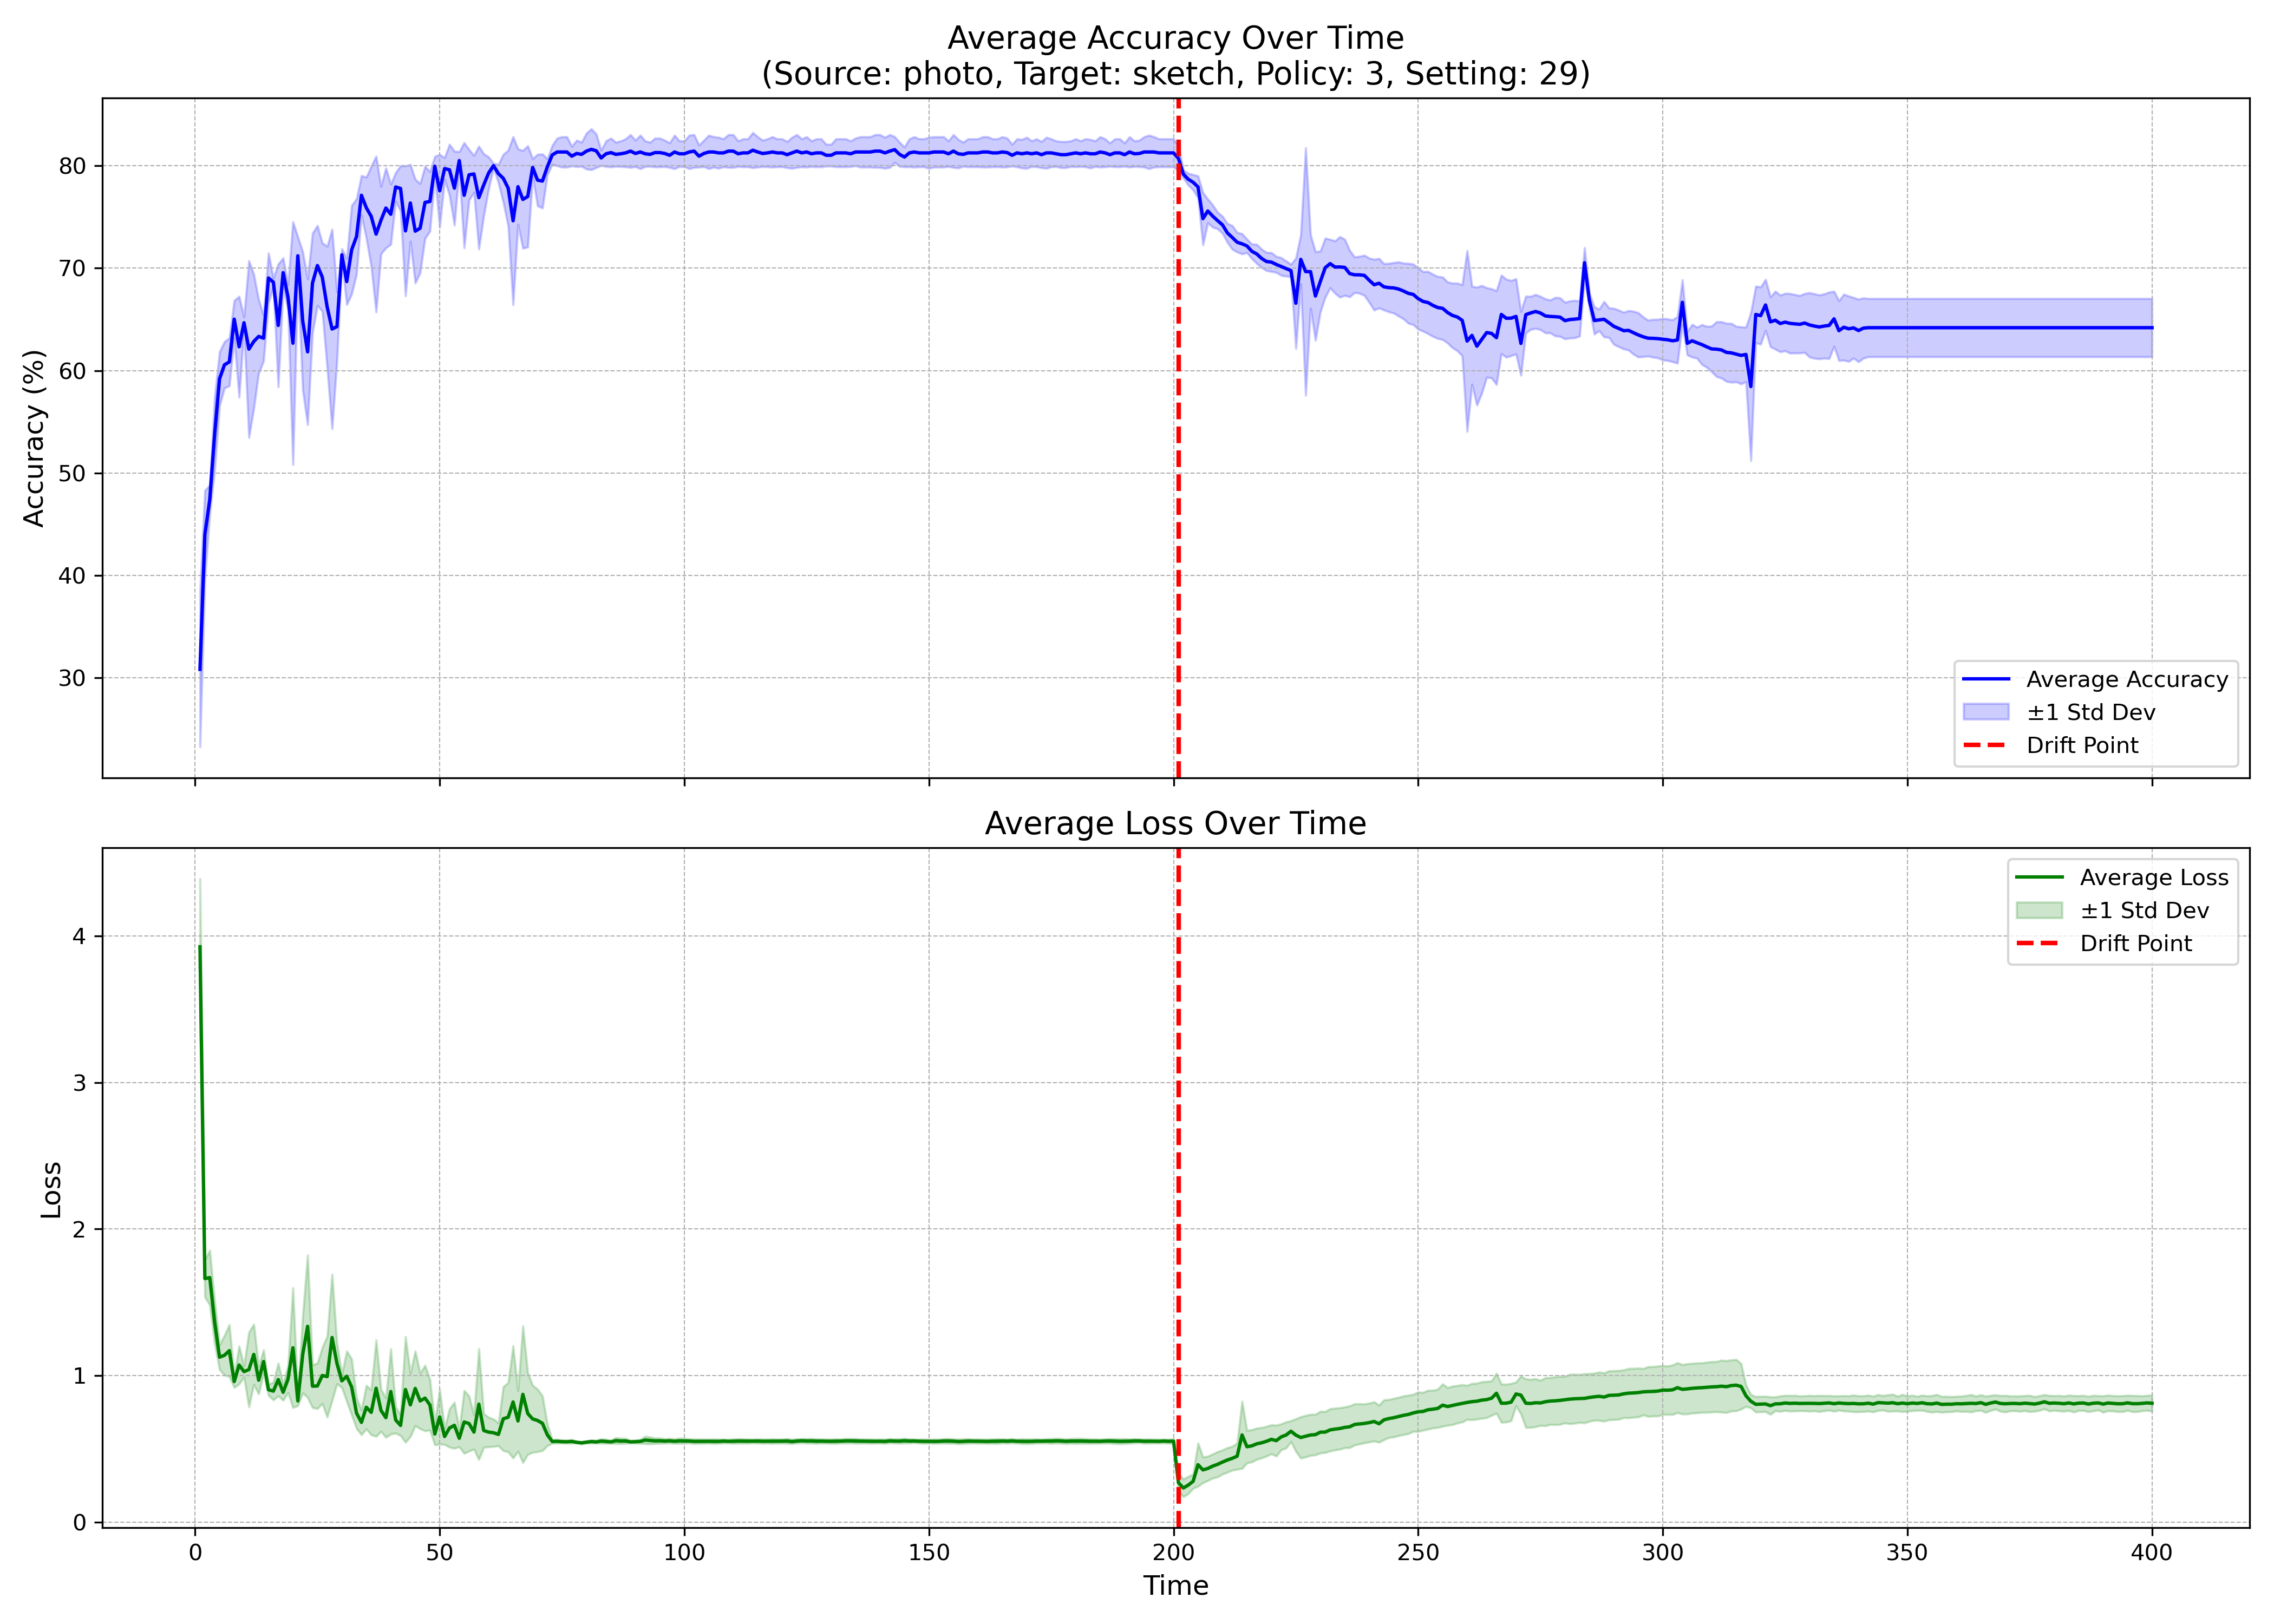 Average Accuracy Over Time
(Source: photo, Target: sketch, Policy: 3, Setting: 29)
Accuracy (%)
80
70
60
50
40
30
Average Accuracy
±1 Std Dev
Drift Point
Average Loss Over Time
Loss
4
3
2
1
0
Average Loss
±1 Std Dev
Drift Point
0 50 100 150 200 250 300 350 400
Time